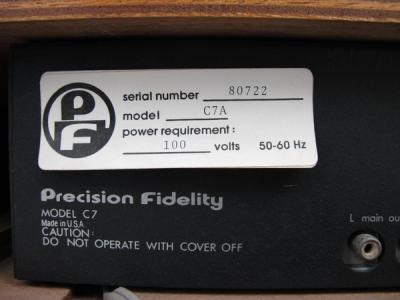 PF
serial number 80722
model C7A
power requirement:
100 volts 50-60 Hz
Precision Fidelity
MODEL C7
Made in U.S.A.
CAUTION:
DO NOT OPERATE WITH COVER OFF
L main ou